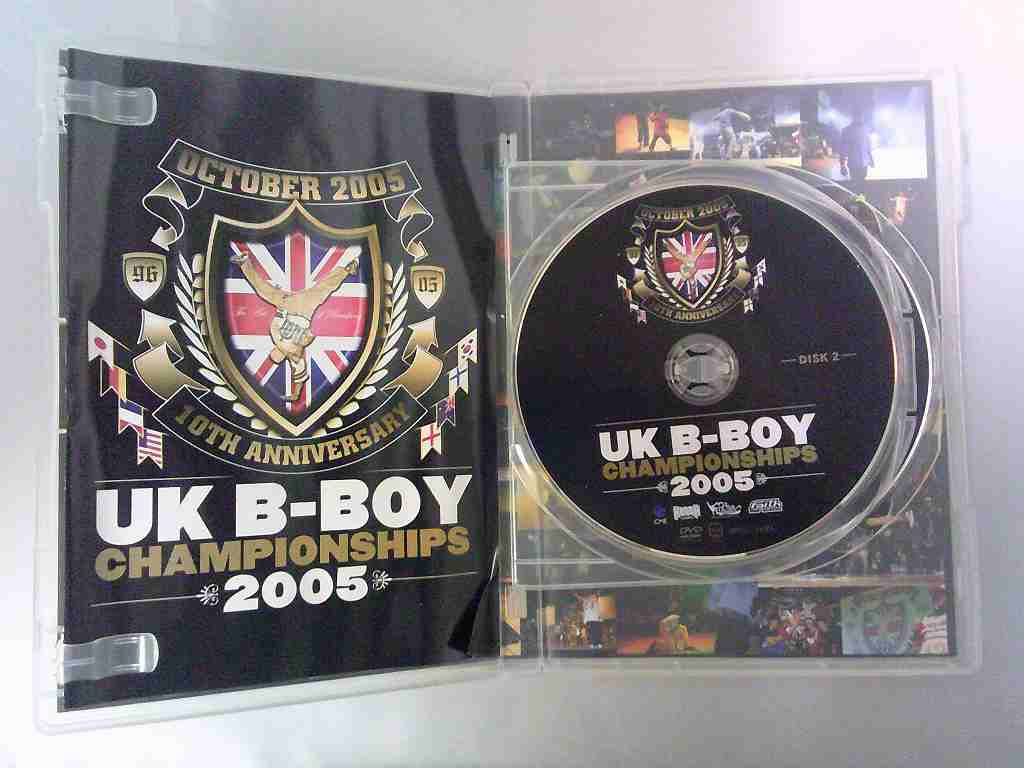 OCTOBER 2005
96
05
10TH ANNIVERSARY
UK B-BOY
CHAMPIONSHIPS
2005
OCTOBER 2005
10TH ANNIVERSARY
DISK 2
UK B-BOY
CHAMPIONSHIPS
2005
DVD